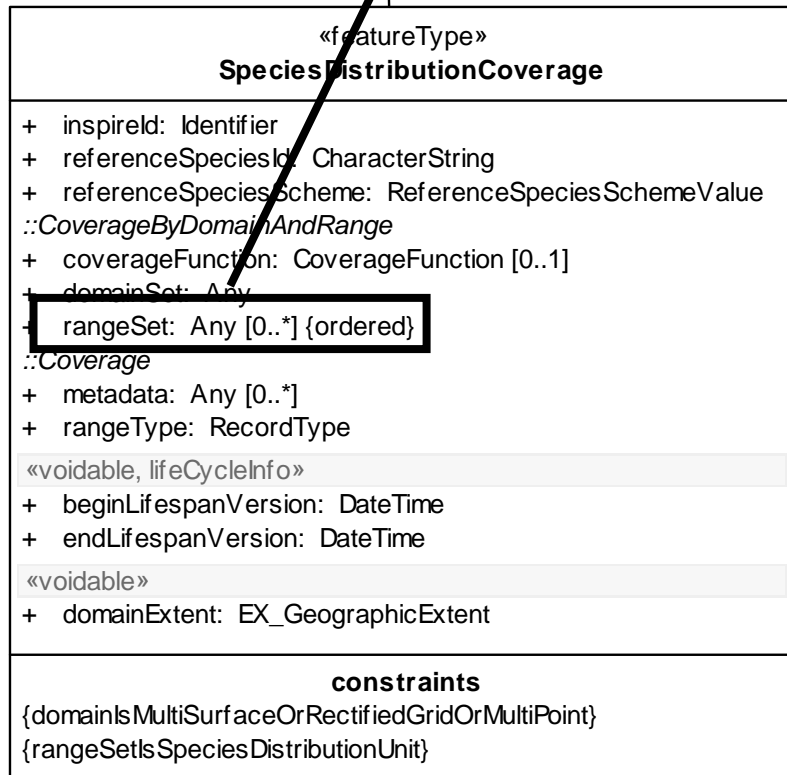 «featureType»
SpeciesDistributionCoverage
+ inspireId: Identifier
+ referenceSpeciesId: CharacterString
+ referenceSpeciesScheme: ReferenceSpeciesSchemeValue
::CoverageByDomainAndRange
+ coverageFunction: CoverageFunction [0..1]
+ domainSet: Any
+ rangeSet: Any [0..*] {ordered}
::Coverage
+ metadata: Any [0..*]
+ rangeType: RecordType
«voidable, lifeCycleInfo»
+ beginLifespanVersion: DateTime
+ endLifespanVersion: DateTime
«voidable»
+ domainExtent: EX_GeographicExtent
constraints
{domainIsMultiSurfaceOrRectifiedGridOrMultiPoint}
{rangeSetIsSpeciesDistributionUnit}